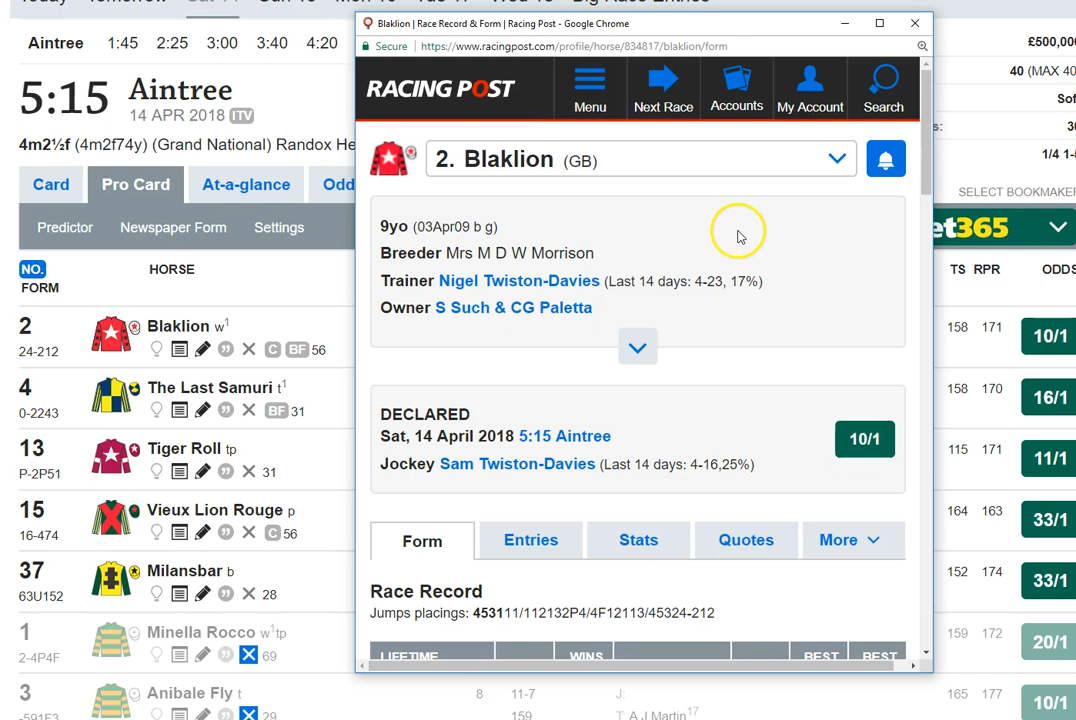 Today Tomorrow Sat 14 Sun 15 Mon 16 Tue 17 Wed 18 Big Race Entries
Aintree 1:45 2:25 3:00 3:40 4:20
£500,000
40 (MAX 40
Sof
s: 30
1/4 1-5
5:15 Aintree
14 APR 2018 ITV
4m2½f (4m2f74y) (Grand National) Randox He
Card Pro Card At-a-glance Odd
Predictor Newspaper Form Settings
SELECT BOOKMAKER
et365
NO. HORSE TS RPR ODDS
FORM
2 Blaklion w1 158 171 10/1
24-212 C BF 56
4 The Last Samuri t1 158 170 16/1
0-2243 BF 31
13 Tiger Roll tp 115 171 11/1
P-2P51 31
15 Vieux Lion Rouge p 164 163 33/1
16-474 C 56
37 Milansbar b 152 174 33/1
63U152 28
1 Minella Rocco w1tp 159 172 20/1
2-4P4F 69
3 Anibale Fly t 8 11-7 J: 165 177 10/1
-591F3 29 159 T: A J Martin17
Blaklion | Race Record & Form | Racing Post - Google Chrome
Secure https://www.racingpost.com/profile/horse/834817/blaklion/form
RACING POST Menu Next Race Accounts My Account Search
2. Blaklion (GB)
9yo (03Apr09 b g)
Breeder Mrs M D W Morrison
Trainer Nigel Twiston-Davies (Last 14 days: 4-23, 17%)
Owner S Such & CG Paletta
DECLARED
Sat, 14 April 2018 5:15 Aintree
10/1
Jockey Sam Twiston-Davies (Last 14 days: 4-16,25%)
Form Entries Stats Quotes More
Race Record
Jumps placings: 453111/112132P4/4F12113/45324-212
LIFETIME WINS BEST BEST